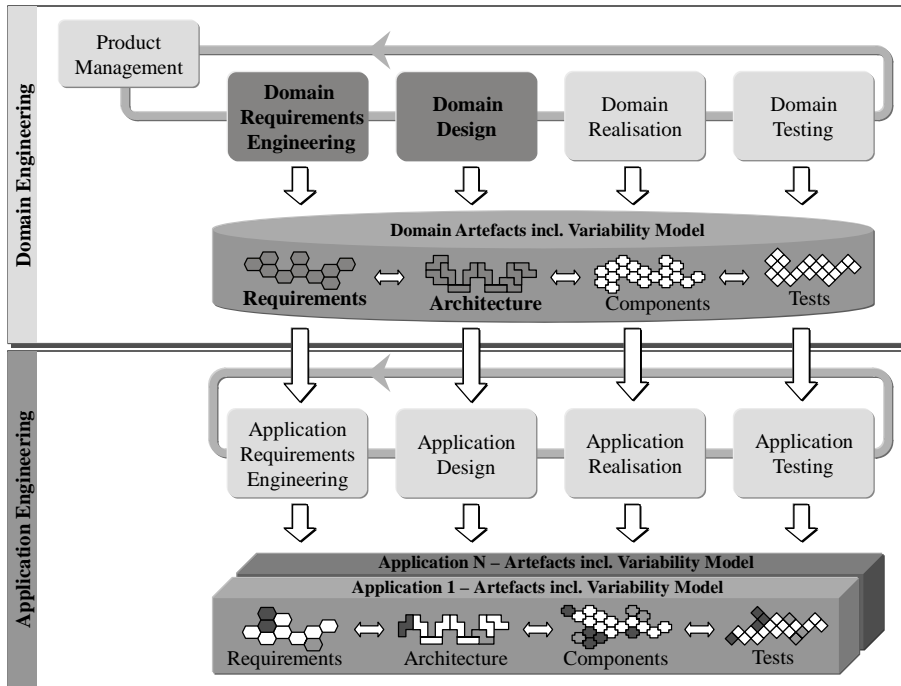 Domain Engineering
Product
Management
Domain
Requirements
Engineering
Domain
Design
Domain
Realisation
Domain
Testing
Domain Artefacts incl. Variability Model
Requirements
Architecture
Components
Tests
Application Engineering
Application
Requirements
Engineering
Application
Design
Application
Realisation
Application
Testing
Application N – Artefacts incl. Variability Model
Application 1 – Artefacts incl. Variability Model
Requirements
Architecture
Components
Tests